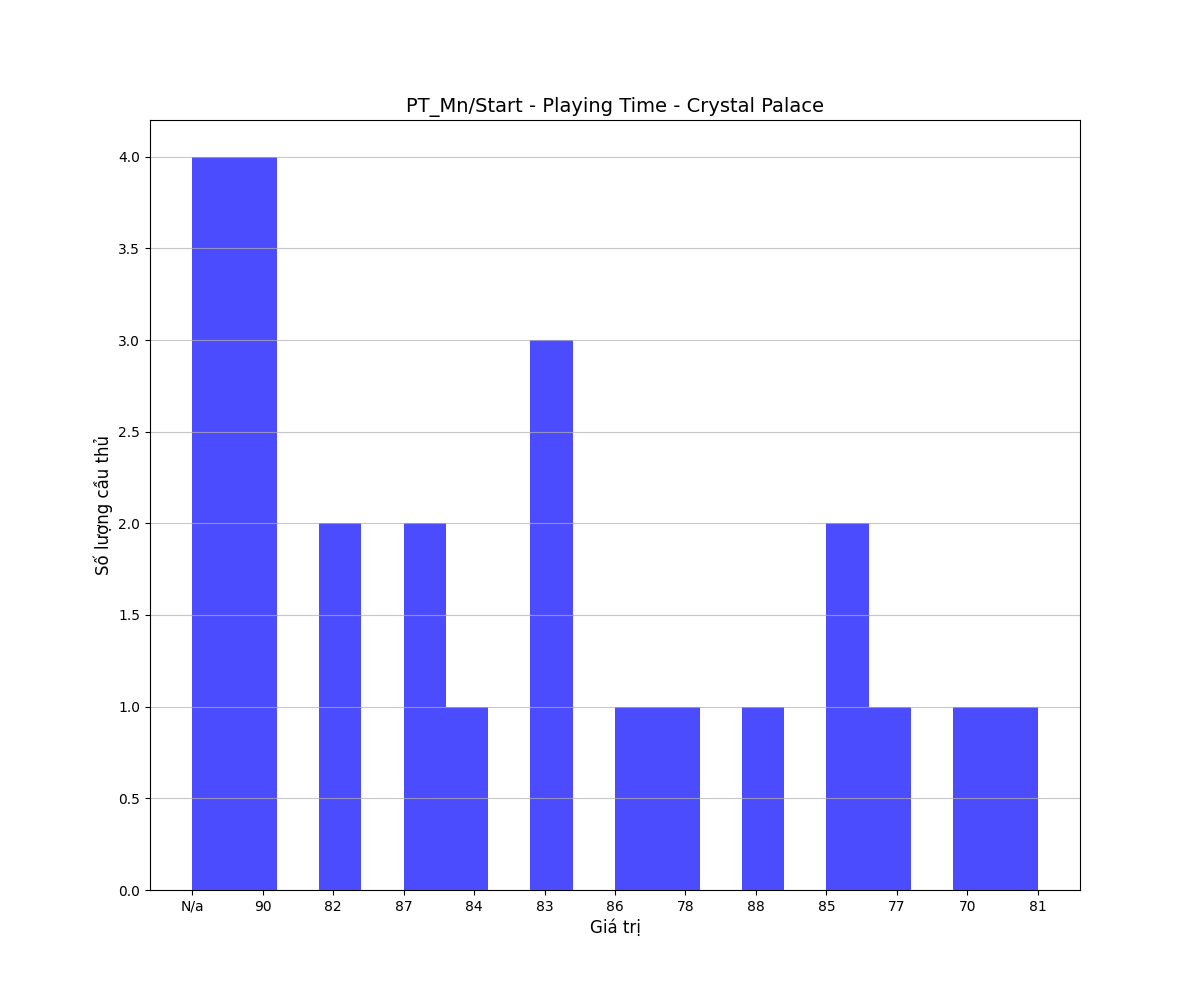 PT_Mn/Start - Playing Time - Crystal Palace
4.0
3.5
3.0
2.5
2.0
1.5
1.0
0.5
0.0
Số lượng cầu thủ
N/a 90 82 87 84 83 86 78 88 85 77 70 81
Giá trị